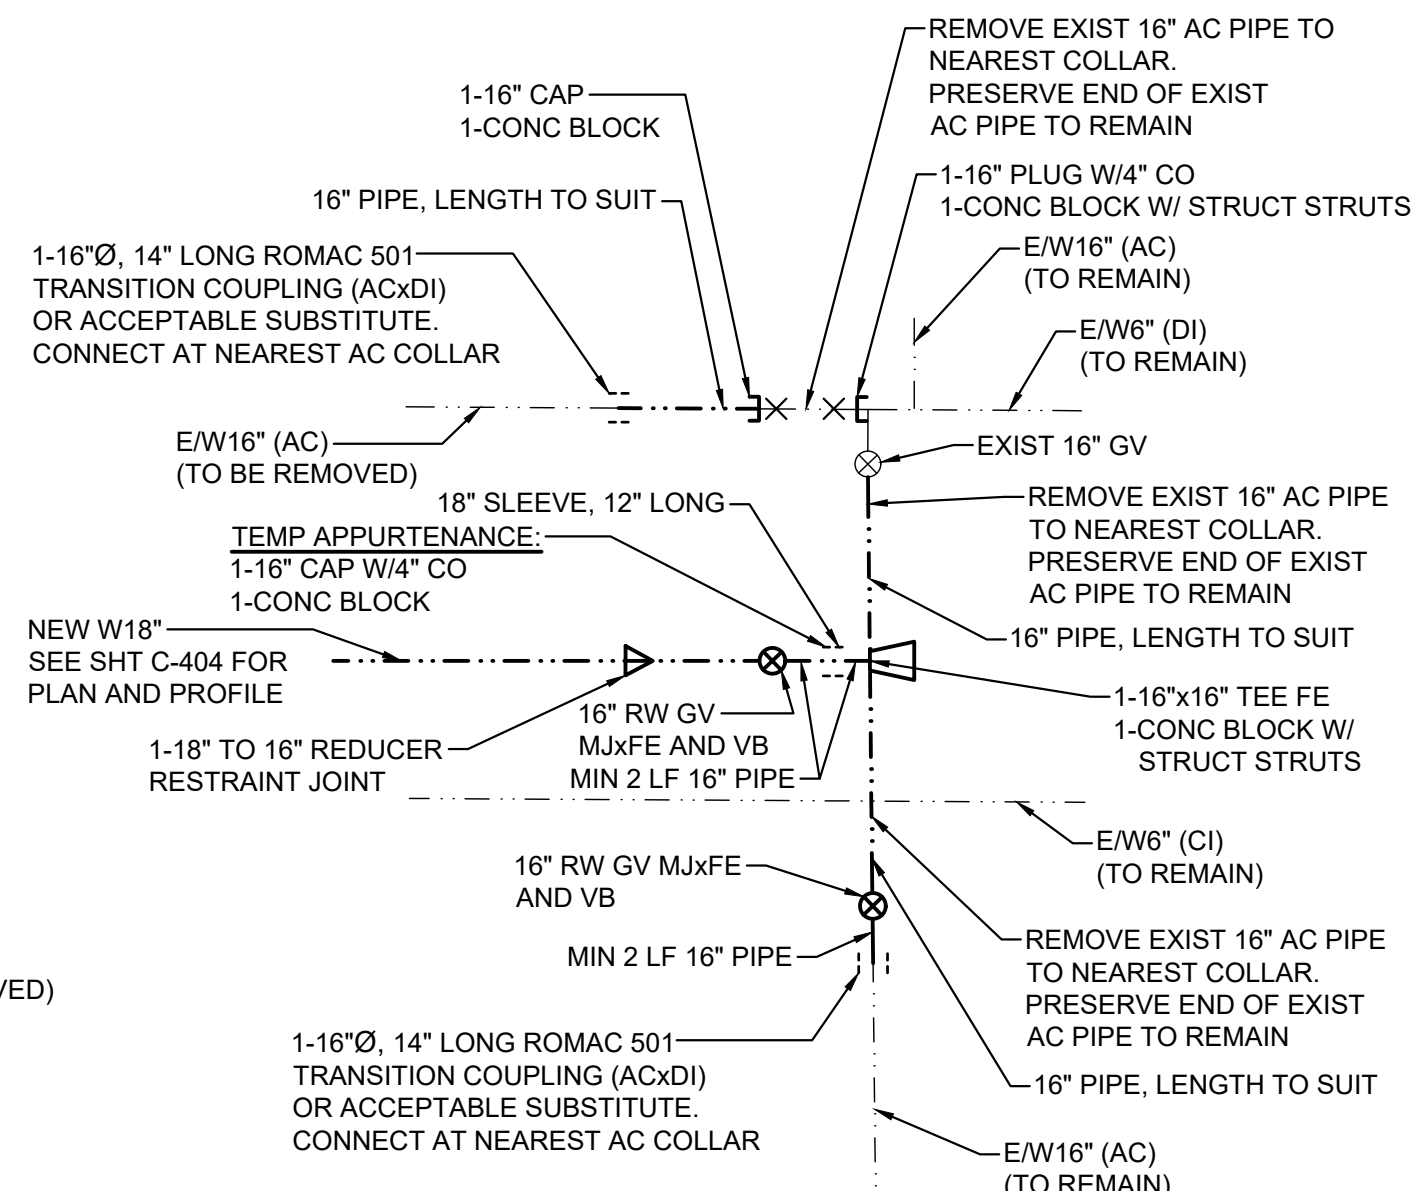 REMOVE EXIST 16" AC PIPE TO
NEAREST COLLAR.
PRESERVE END OF EXIST
AC PIPE TO REMAIN
1-16" CAP
1-CONC BLOCK
1-16" PLUG W/4" CO
1-CONC BLOCK W/ STRUCT STRUTS
16" PIPE, LENGTH TO SUIT
E/W16" (AC)
(TO REMAIN)
1-16"Ø, 14" LONG ROMAC 501
TRANSITION COUPLING (ACxDI)
OR ACCEPTABLE SUBSTITUTE.
CONNECT AT NEAREST AC COLLAR
E/W6" (DI)
(TO REMAIN)
E/W16" (AC)
(TO BE REMOVED)
EXIST 16" GV
18" SLEEVE, 12" LONG
REMOVE EXIST 16" AC PIPE
TO NEAREST COLLAR.
PRESERVE END OF EXIST
AC PIPE TO REMAIN
TEMP APPURTENANCE:
1-16" CAP W/4" CO
1-CONC BLOCK
NEW W18"
SEE SHT C-404 FOR
PLAN AND PROFILE
16" PIPE, LENGTH TO SUIT
1-16"x16" TEE FE
1-CONC BLOCK W/
STRUCT STRUTS
16" RW GV
MJxFE AND VB
MIN 2 LF 16" PIPE
1-18" TO 16" REDUCER
RESTRAINT JOINT
E/W6" (CI)
(TO REMAIN)
16" RW GV MJxFE
AND VB
MIN 2 LF 16" PIPE
REMOVE EXIST 16" AC PIPE
TO NEAREST COLLAR.
PRESERVE END OF EXIST
AC PIPE TO REMAIN
VED)
1-16"Ø, 14" LONG ROMAC 501
TRANSITION COUPLING (ACxDI)
OR ACCEPTABLE SUBSTITUTE.
CONNECT AT NEAREST AC COLLAR
16" PIPE, LENGTH TO SUIT
E/W16" (AC)
(TO REMAIN)